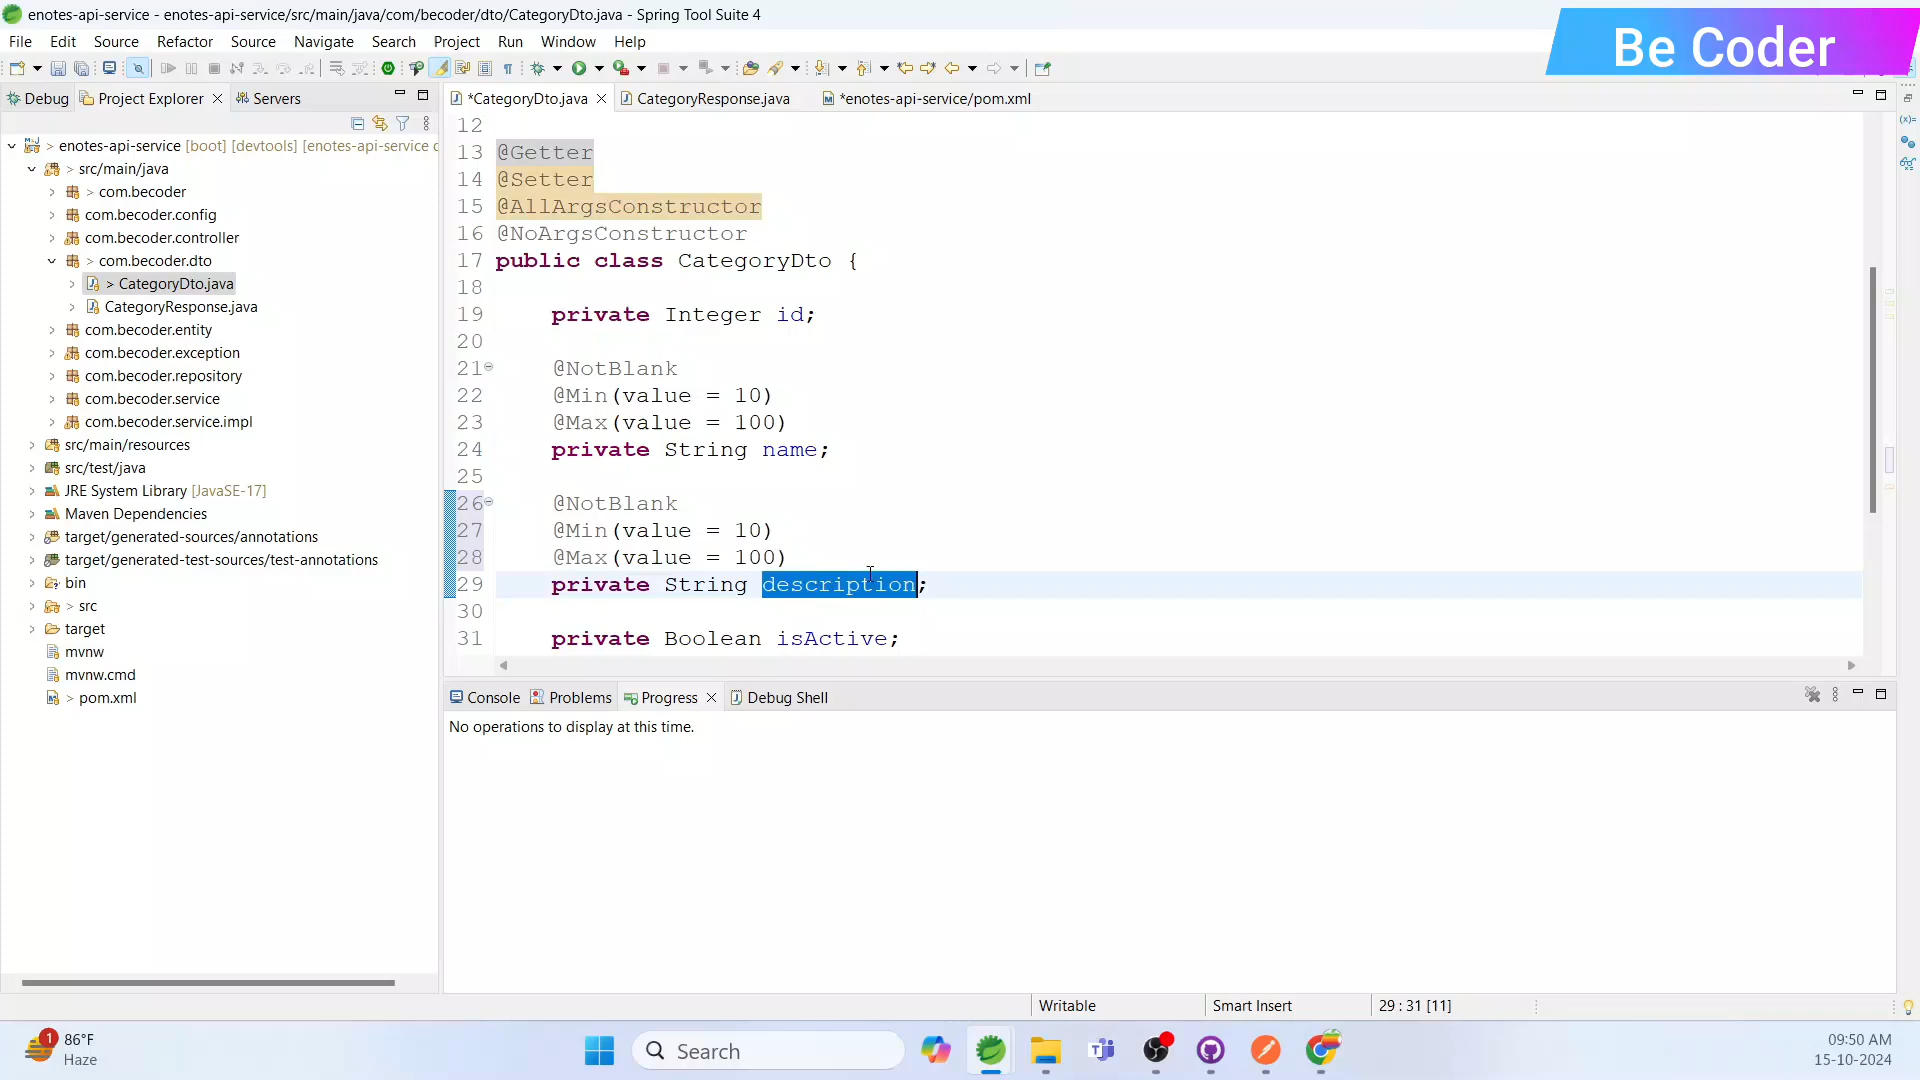 enotes-api-service - enotes-api-service/src/main/java/com/becoder/dto/CategoryDto.java - Spring Tool Suite 4
File Edit Source Refactor Source Navigate Search Project Run Window Help
Be Coder
Debug Project Explorer Servers
*CategoryDto.java CategoryResponse.java *enotes-api-service/pom.xml
> enotes-api-service [boot] [devtools] [enotes-api-service
> src/main/java
> com.becoder
com.becoder.config
com.becoder.controller
> com.becoder.dto
> CategoryDto.java
CategoryResponse.java
com.becoder.entity
com.becoder.exception
com.becoder.repository
com.becoder.service
com.becoder.service.impl
src/main/resources
src/test/java
JRE System Library [JavaSE-17]
Maven Dependencies
target/generated-sources/annotations
target/generated-test-sources/test-annotations
bin
> src
target
mvnw
mvnw.cmd
> pom.xml
12
13 @Getter
14 @Setter
15 @AllArgsConstructor
16 @NoArgsConstructor
17 public class CategoryDto {
18
19 private Integer id;
20
21 @NotBlank
22 @Min(value = 10)
23 @Max(value = 100)
24 private String name;
25
26 @NotBlank
27 @Min(value = 10)
28 @Max(value = 100)
29 private String description;
30
31 private Boolean isActive;
Console Problems Progress Debug Shell
No operations to display at this time.
Writable Smart Insert 29 : 31 [11]
1
86°F
Haze
Search
09:50 AM
15-10-2024